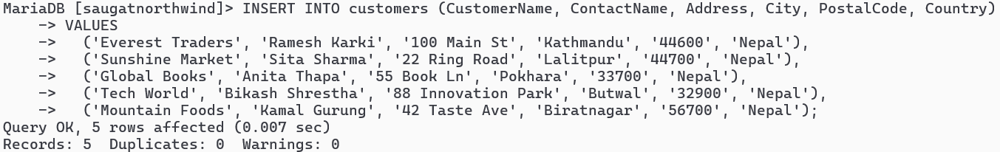 MariaDB [saugatnorthwind]> INSERT INTO customers (CustomerName, ContactName, Address, City, PostalCode, Country)
    -> VALUES
    ->   ('Everest Traders', 'Ramesh Karki', '100 Main St', 'Kathmandu', '44600', 'Nepal'),
    ->   ('Sunshine Market', 'Sita Sharma', '22 Ring Road', 'Lalitpur', '44700', 'Nepal'),
    ->   ('Global Books', 'Anita Thapa', '55 Book Ln', 'Pokhara', '33700', 'Nepal'),
    ->   ('Tech World', 'Bikash Shrestha', '88 Innovation Park', 'Butwal', '32900', 'Nepal'),
    ->   ('Mountain Foods', 'Kamal Gurung', '42 Taste Ave', 'Biratnagar', '56700', 'Nepal');
Query OK, 5 rows affected (0.007 sec)
Records: 5  Duplicates: 0  Warnings: 0